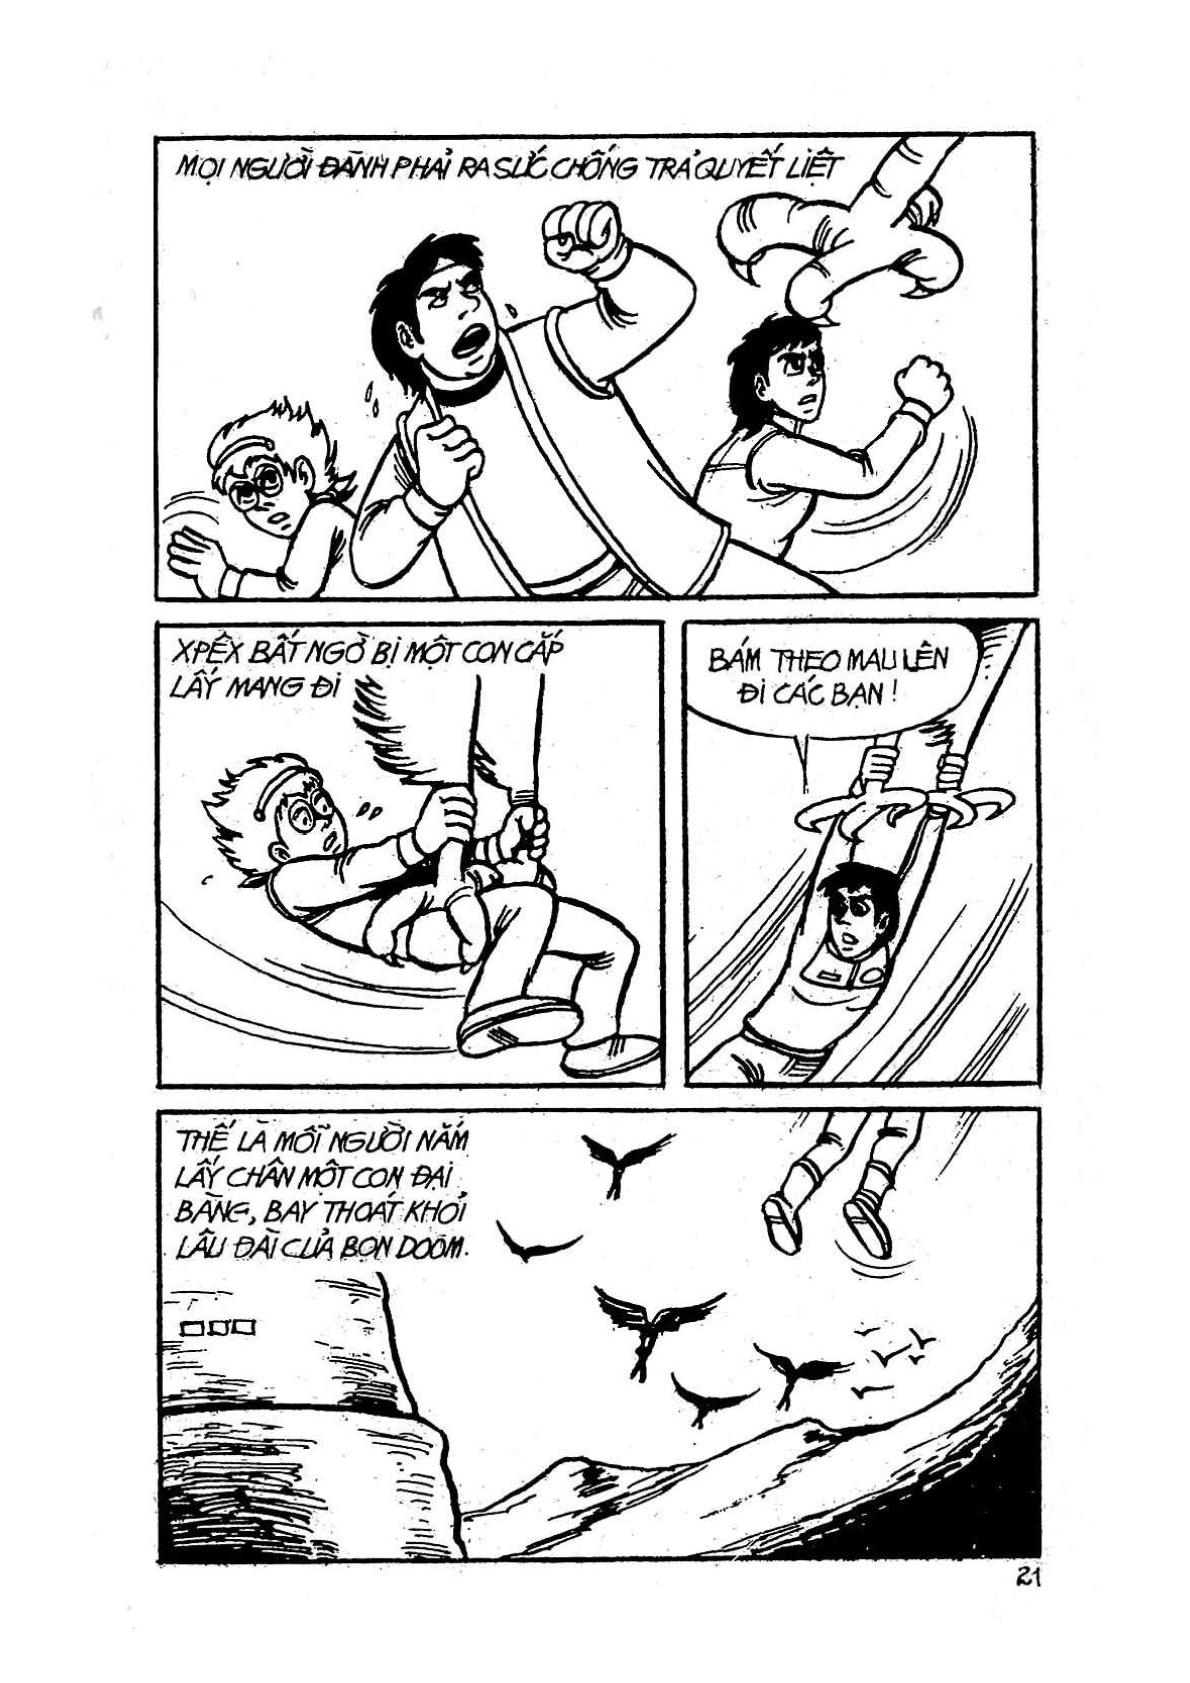 MỌI NGƯỜI ĐÀNH PHẢI RA SỨC CHỐNG TRẢ QUYẾT LIỆT
XPÊX BẤT NGỜ BỊ MỘT CON CẮP
LẤY MANG ĐI
BÁM THEO MAU LÊN
ĐI CÁC BẠN!
THẾ LÀ MỖI NGƯỜI NẮM
LẤY CHÂN MỘT CON ĐẠI
BÀNG, BAY THOÁT KHỎI
LÂU ĐÀI CỦA BỌN DOOM.
21